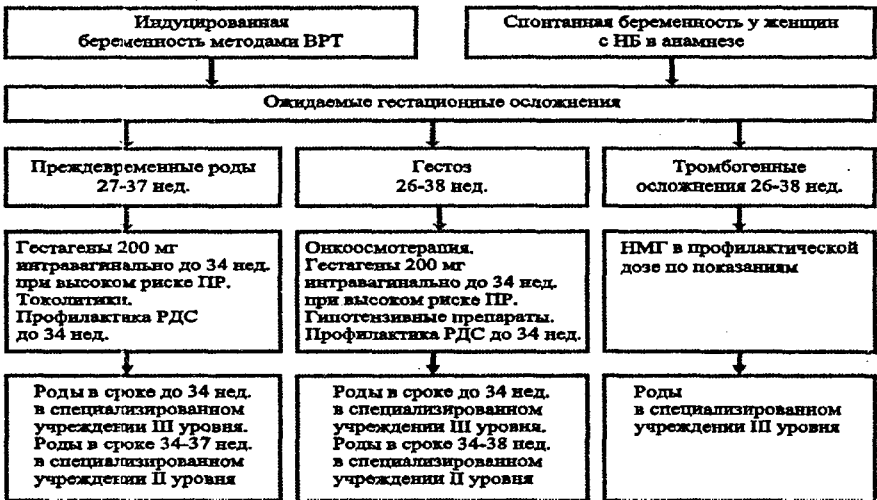 Индуцированная
беременность методами ВРТ
Спонтанная беременность у женщин
с НБ в анамнезе
Ожидаемые гестационные осложнения
Преждевременные роды
27-37 нед.
Гестоз
26-38 нед.
Тромбогенные
осложнения 26-38 нед.
Гестагены 200 мг
интравагинально до 34 нед.
при высоком риске ПР.
Токолитики.
Профилактика РДС
до 34 нед.
Онкоосмотерапия.
Гестагены 200 мг
интравагинально до 34 нед.
при высоком риске ПР.
Гипотензивные препараты.
Профилактика РДС до 34 нед.
НМГ в профилактической
дозе по показаниям
Роды в сроке до 34 нед.
в специализированном
учреждении III уровня.
Роды в сроке 34-37 нед.
в специализированном
учреждении II уровня
Роды в сроке до 34 нед.
в специализированном
учреждении III уровня.
Роды в сроке 34-38 нед.
в специализированном
учреждении II уровня
Роды
в специализированном
учреждении III уровня